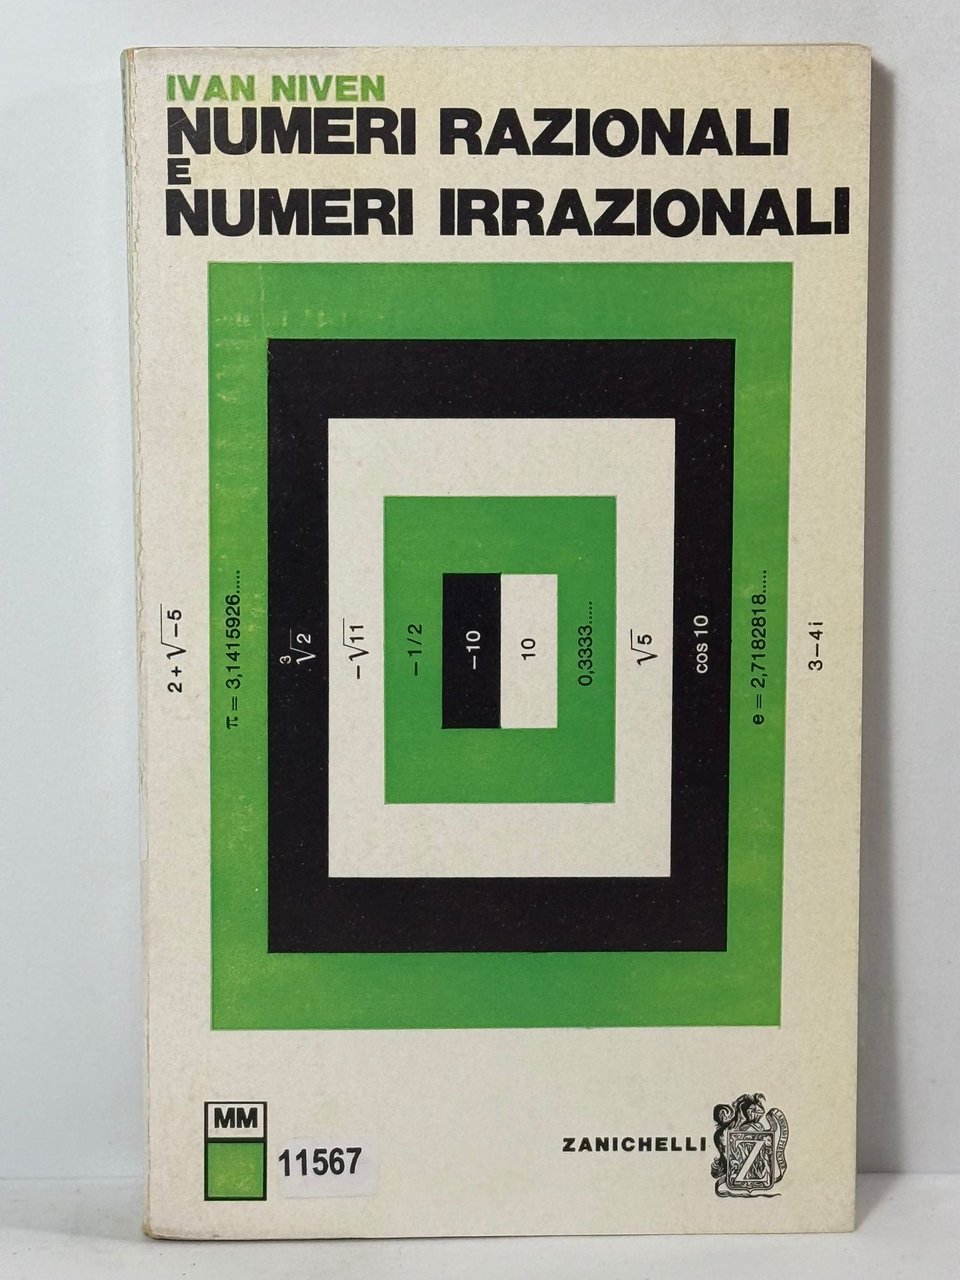 IVAN NIVEN
NUMERI RAZIONALI
E
NUMERI IRRAZIONALI
2 + √−5
π = 3,1415926.....
∛2
−√11
−1/2
−10
10
0,3333.....
√5
cos 10
e = 2,7182818.....
3−4i
MM
11567
ZANICHELLI
Z